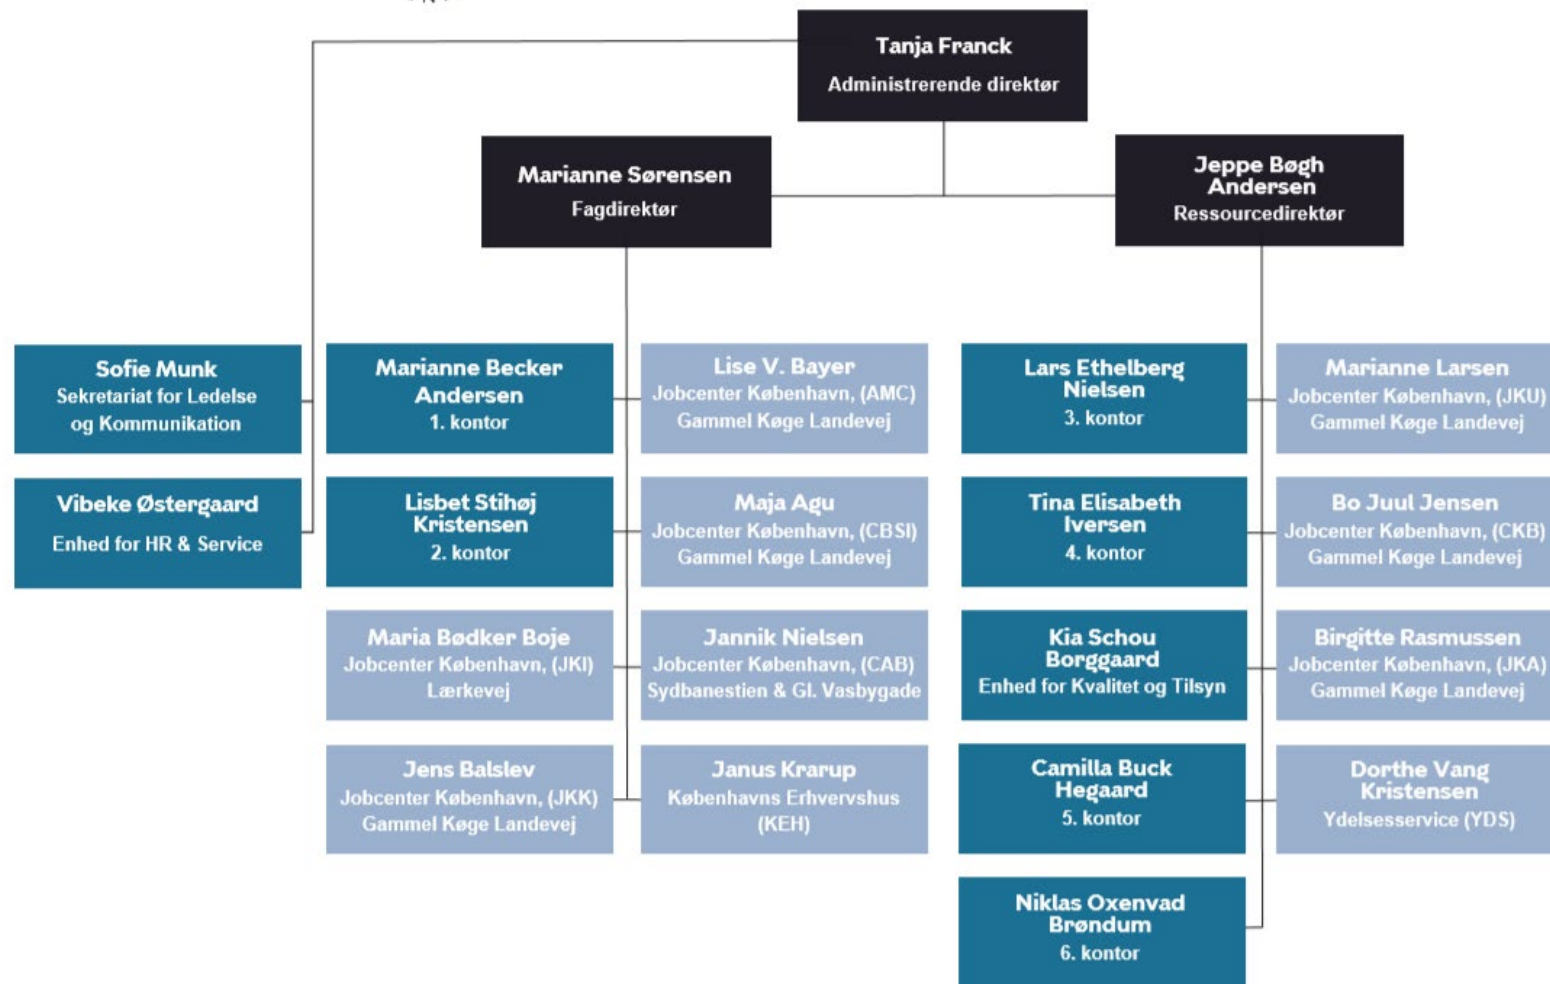 Tanja Franck
Administrerende direktør
Marianne Sørensen
Fagdirektør
Jeppe Bøgh
Andersen
Ressourcedirektør
Sofie Munk
Sekretariat for Ledelse
og Kommunikation
Vibeke Østergaard
Enhed for HR & Service
Marianne Becker
Andersen
1. kontor
Lise V. Bayer
Jobcenter København, (AMC)
Gammel Køge Landevej
Lisbet Stihøj
Kristensen
2. kontor
Maja Agu
Jobcenter København, (CBSI)
Gammel Køge Landevej
Maria Bødker Boje
Jobcenter København, (JKI)
Lærkevej
Jannik Nielsen
Jobcenter København, (CAB)
Sydbanestien & Gl. Vasbygade
Jens Balslev
Jobcenter København, (JKK)
Gammel Køge Landevej
Janus Krarup
Københavns Erhvervshus
(KEH)
Lars Ethelberg
Nielsen
3. kontor
Marianne Larsen
Jobcenter København, (JKU)
Gammel Køge Landevej
Tina Elisabeth
Iversen
4. kontor
Bo Juul Jensen
Jobcenter København, (CKB)
Gammel Køge Landevej
Kia Schou
Borggaard
Enhed for Kvalitet og Tilsyn
Birgitte Rasmussen
Jobcenter København, (JKA)
Gammel Køge Landevej
Camilla Buck
Hegaard
5. kontor
Dorthe Vang
Kristensen
Ydelsesservice (YDS)
Niklas Oxenvad
Brøndum
6. kontor